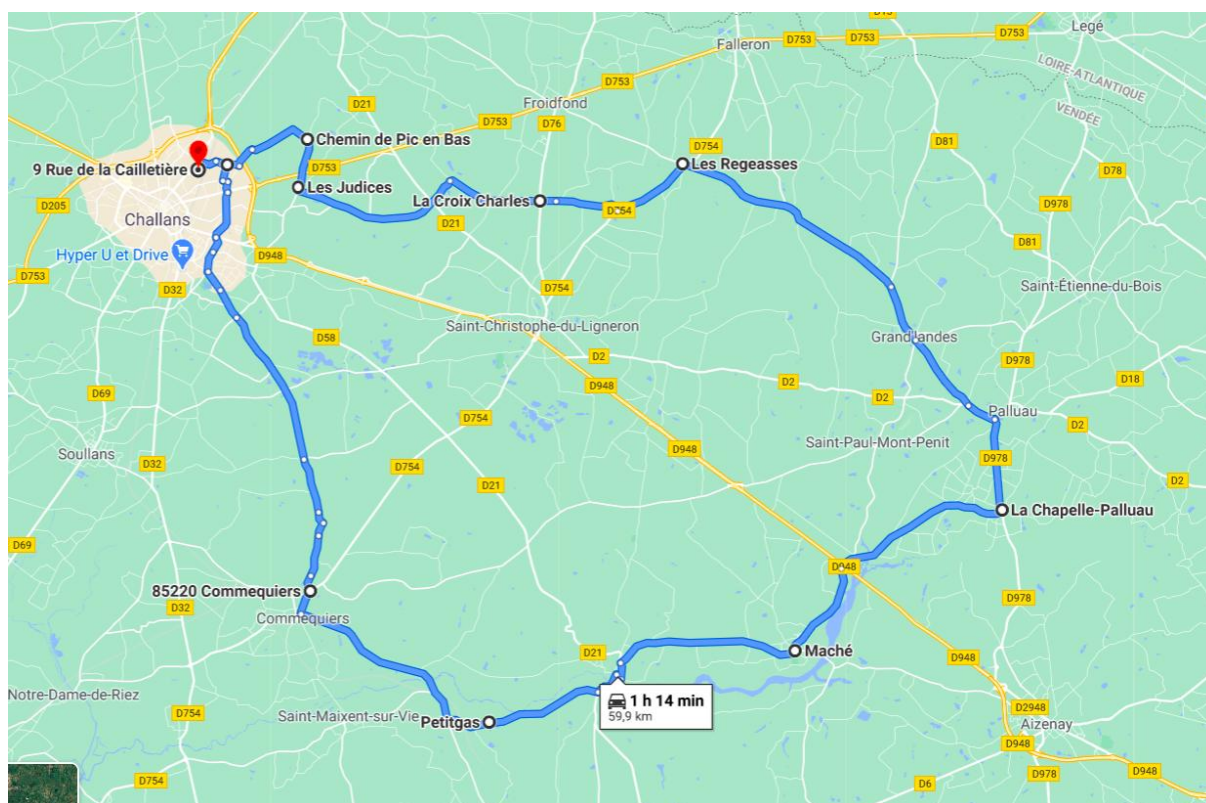 D13
Legé
D753
D753
D753
Falleron
D753
LOIRE-ATLANTIQUE
VENDÉE
D21
Froidfond
D753
D76
Chemin de Pic en Bas
D754
D81
9 Rue de la Cailletière
D753
Les Regeasses
D78
Les Judices
La Croix Charles
D205
D754
D978
Challans
D21
D81
Hyper U et Drive
D948
D753
D32
D754
Saint-Étienne-du-Bois
Saint-Christophe-du-Ligneron
D58
Grand'landes
D2
D978
D948
D18
D2
D69
D2
Palluau
D754
D2
Saint-Paul-Mont-Penit
D948
Soullans
D32
D754
D978
D21
D2
La Chapelle-Palluau
D69
D948
85220 Commequiers
D978
D32
Commequiers
D21
Maché
D948
Notre-Dame-de-Riez
1 h 14 min
59,9 km
D754
Saint-Maixent-sur-Vie
Petitgas
D2948
Aizenay
D948
D754
D6
D978
D948